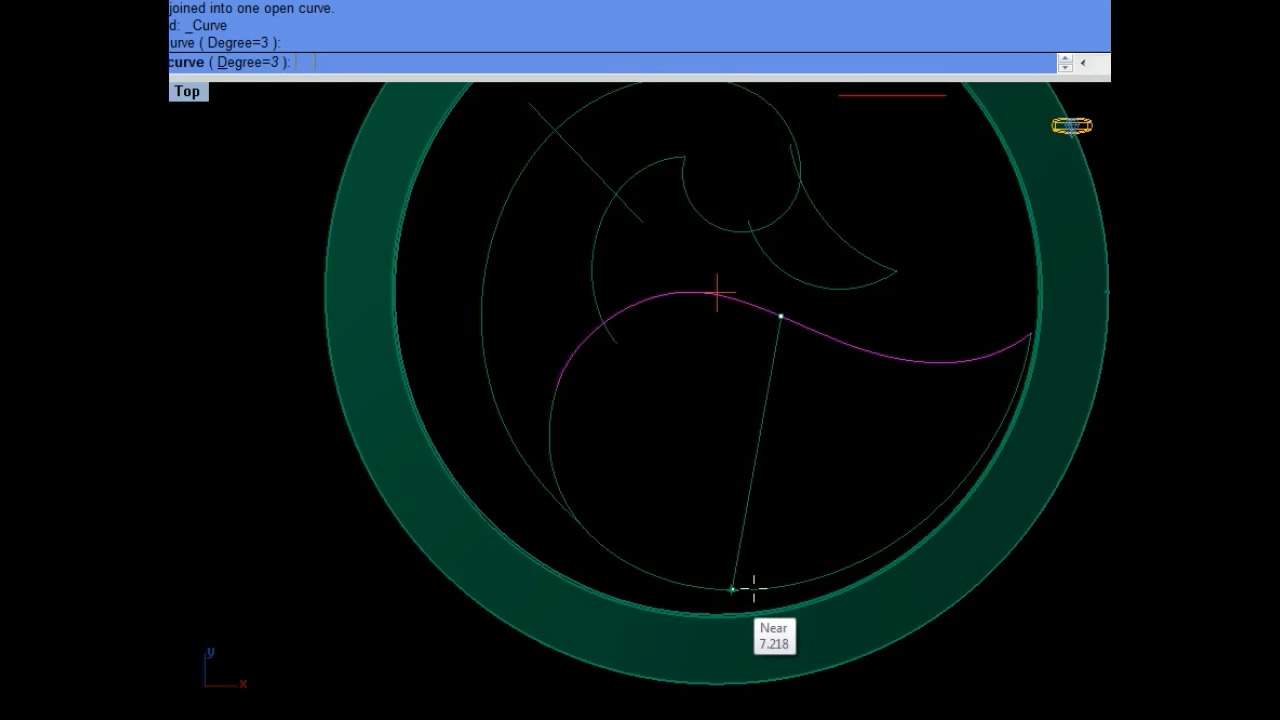 joined into one open curve.
d: _Curve
urve ( Degree=3 ):
curve ( Degree=3 ):
Top
Near
7.218
y
x